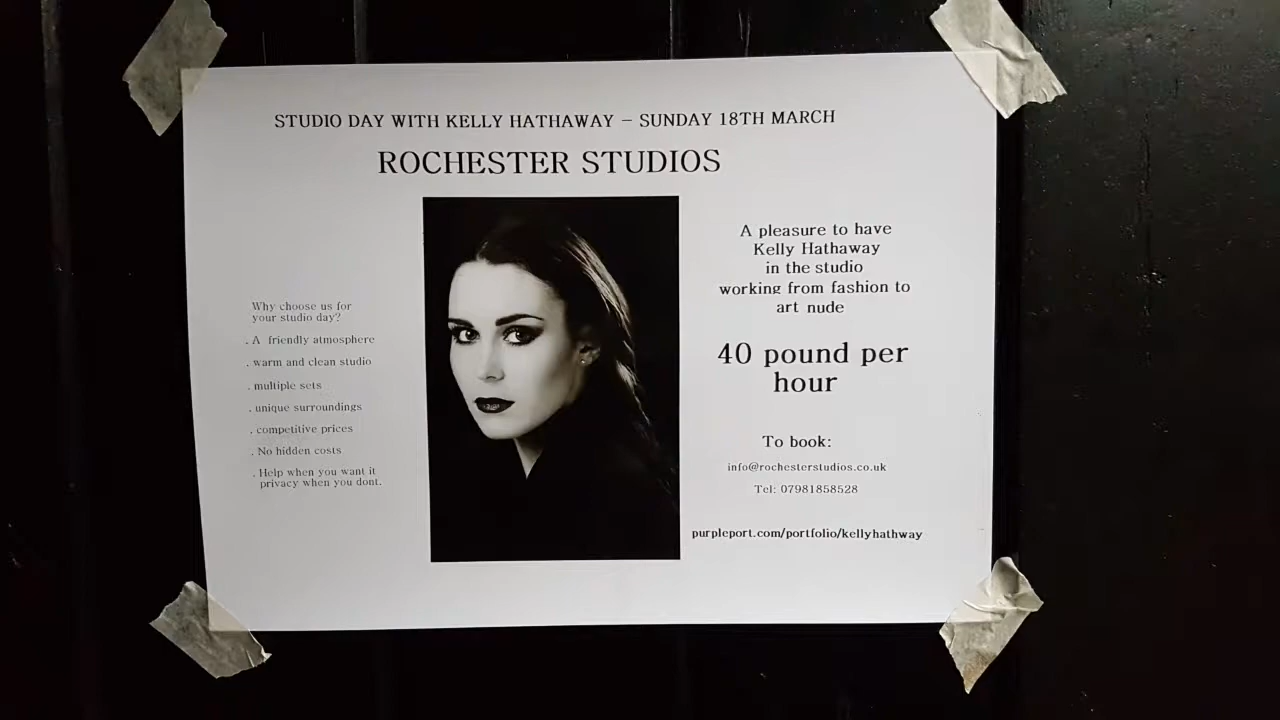 STUDIO DAY WITH KELLY HATHAWAY – SUNDAY 18TH MARCH
ROCHESTER STUDIOS
Why choose us for
your studio day?
. A friendly atmosphere
. warm and clean studio
. multiple sets
. unique surroundings
. competitive prices
. No hidden costs
. Help when you want it
privacy when you dont.
A pleasure to have
Kelly Hathaway
in the studio
working from fashion to
art nude
40 pound per
hour
To book:
info@rochesterstudios.co.uk
Tel: 07981858528
purpleport.com/portfolio/kellyhathway